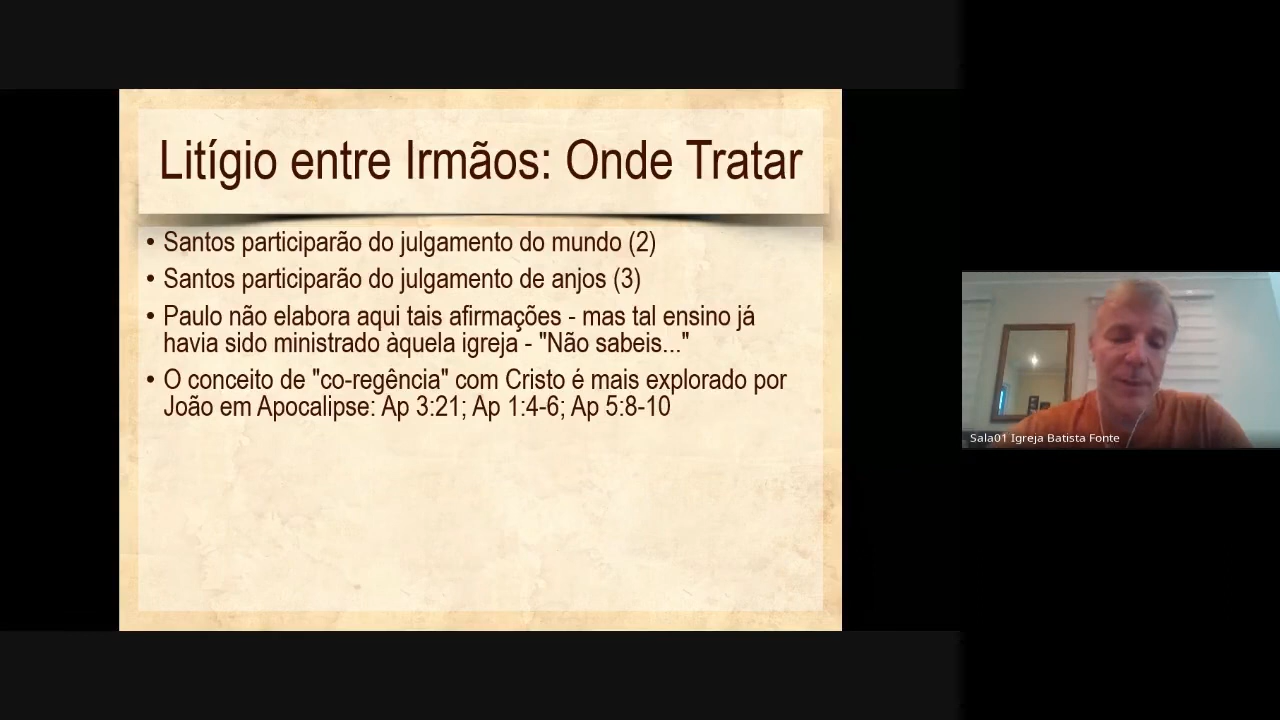 Litígio entre Irmãos: Onde Tratar
• Santos participarão do julgamento do mundo (2)
• Santos participarão do julgamento de anjos (3)
• Paulo não elabora aqui tais afirmações - mas tal ensino já
havia sido ministrado àquela igreja - "Não sabeis..."
• O conceito de "co-regência" com Cristo é mais explorado por
João em Apocalipse: Ap 3:21; Ap 1:4-6; Ap 5:8-10
Sala01 Igreja Batista Fonte